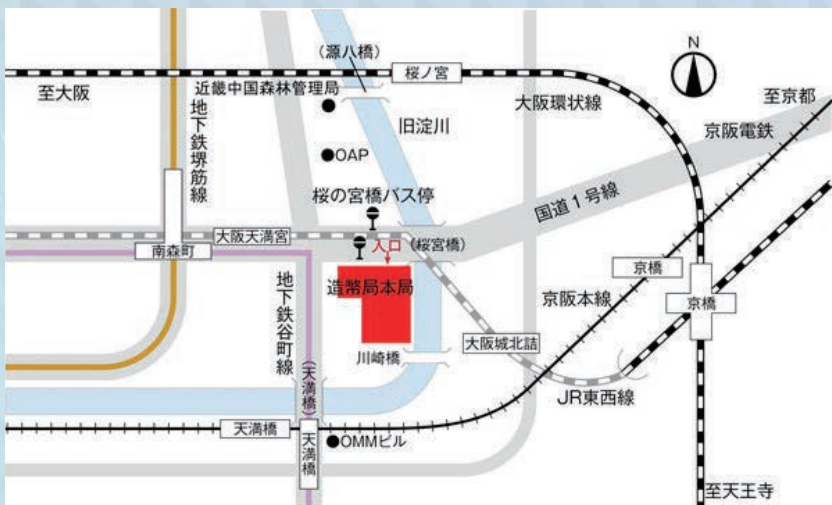 (源八橋)
N
桜ノ宮
至大阪
近畿中国森林管理局
大阪環状線
至京都
地下鉄堺筋線
旧淀川
京阪電鉄
OAP
国道1号線
桜の宮橋バス停
大阪天満宮
入口
(桜宮橋)
南森町
京橋
造幣局本局
地下鉄谷町線
京阪本線
京橋
川崎橋
大阪城北詰
(天満橋)
JR東西線
天満橋
天満橋
OMMビル
至天王寺